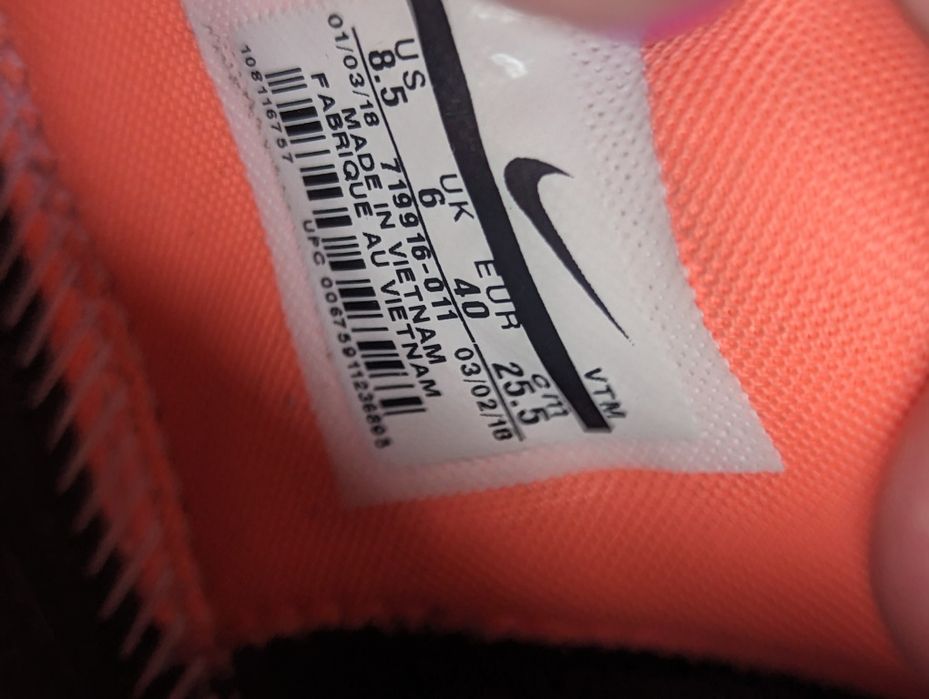 VTM
US UK EUR cm
8.5 6 40 25.5
01/03/18 719916-011 03/02/18
MADE IN VIETNAM
FABRIQUE AU VIETNAM
108116757 UPC 00675911236895